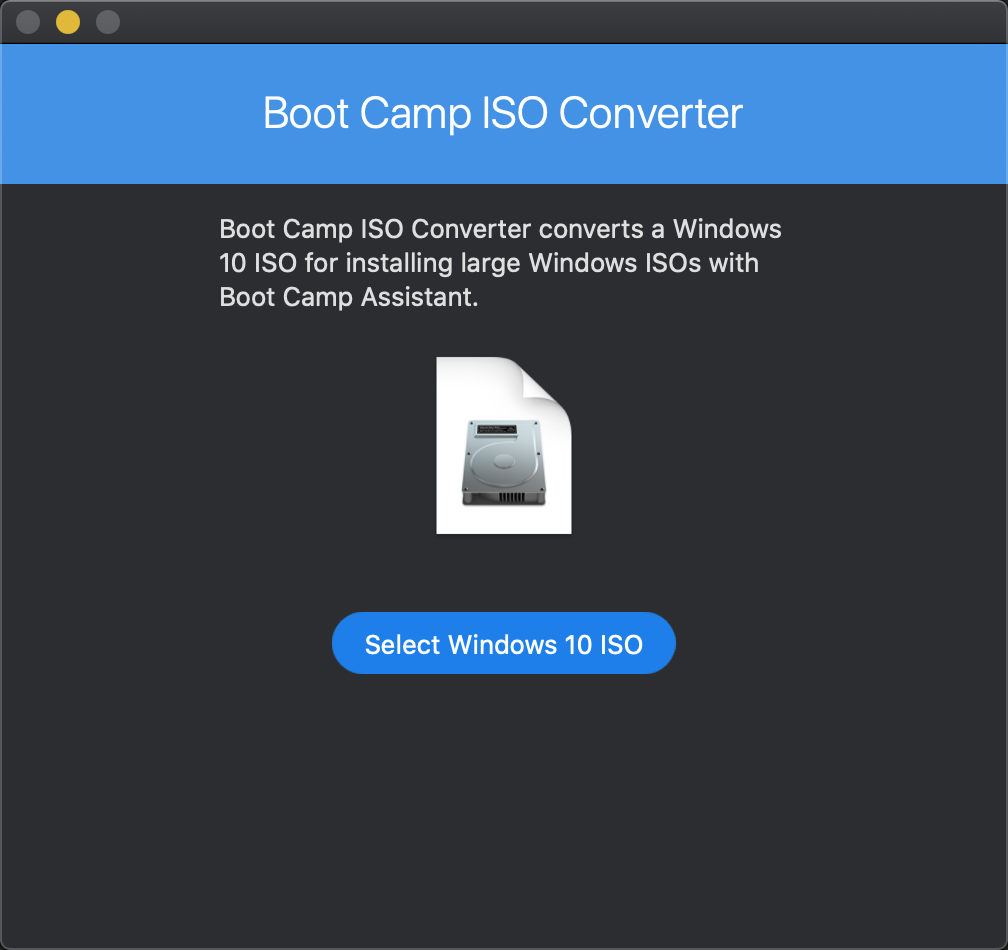 Boot Camp ISO Converter
Boot Camp ISO Converter converts a Windows
10 ISO for installing large Windows ISOs with
Boot Camp Assistant.
Select Windows 10 ISO